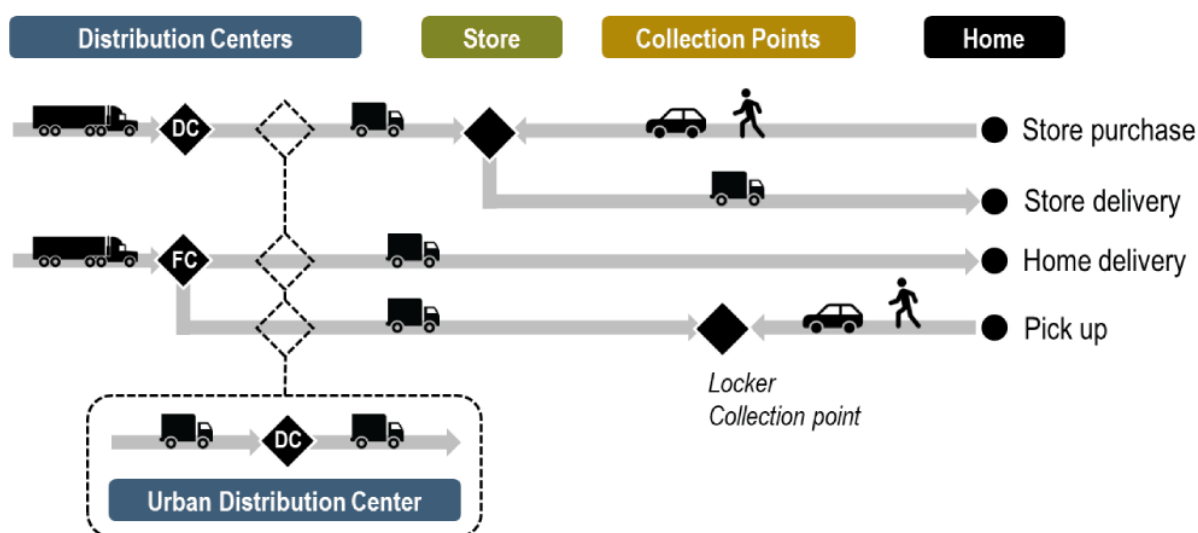 Distribution Centers
Store
Collection Points
Home
DC
Store purchase
Store delivery
FC
Home delivery
Pick up
Locker
Collection point
DC
Urban Distribution Center